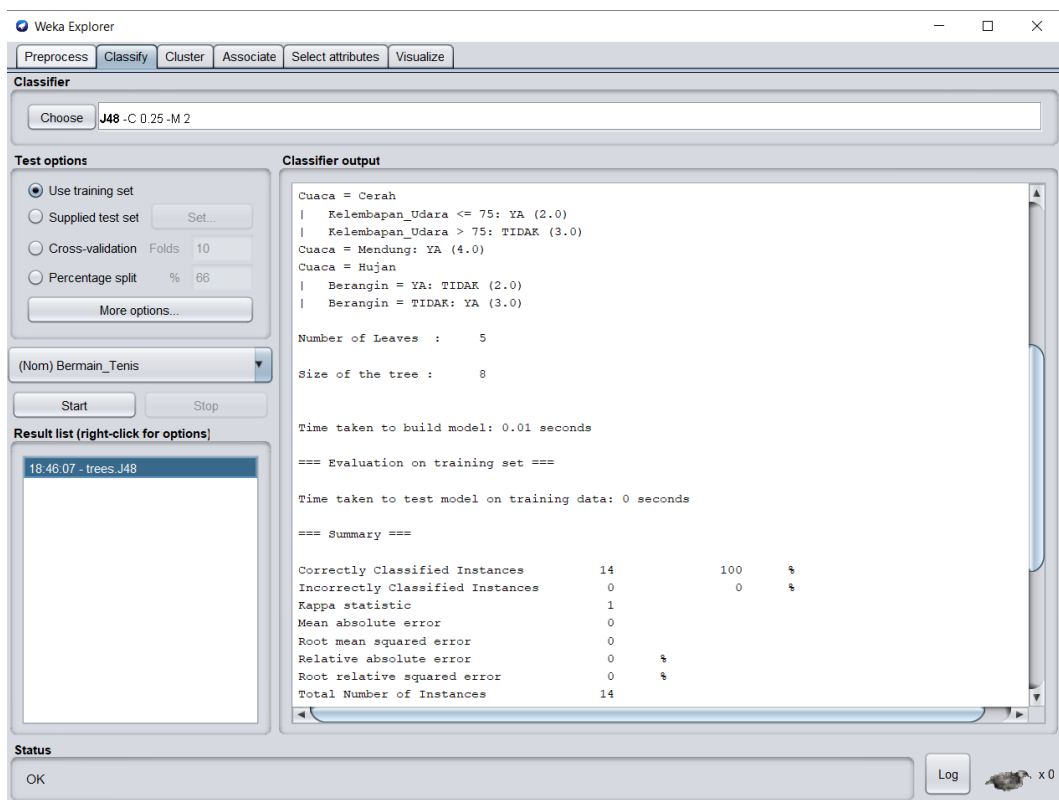 Weka Explorer
Preprocess Classify Cluster Associate Select attributes Visualize
Classifier
Choose J48 -C 0.25 -M 2
Test options
Use training set
Supplied test set Set...
Cross-validation Folds 10
Percentage split % 66
More options...
(Nom) Bermain_Tenis
Start Stop
Result list (right-click for options)
18:46:07 - trees.J48
Classifier output
Cuaca = Cerah
| Kelembapan_Udara <= 75: YA (2.0)
| Kelembapan_Udara > 75: TIDAK (3.0)
Cuaca = Mendung: YA (4.0)
Cuaca = Hujan
| Berangin = YA: TIDAK (2.0)
| Berangin = TIDAK: YA (3.0)
Number of Leaves : 5
Size of the tree : 8
Time taken to build model: 0.01 seconds
=== Evaluation on training set ===
Time taken to test model on training data: 0 seconds
=== Summary ===
Correctly Classified Instances 14 100 %
Incorrectly Classified Instances 0 0 %
Kappa statistic 1
Mean absolute error 0
Root mean squared error 0
Relative absolute error 0 %
Root relative squared error 0 %
Total Number of Instances 14
Status
OK
Log
x 0